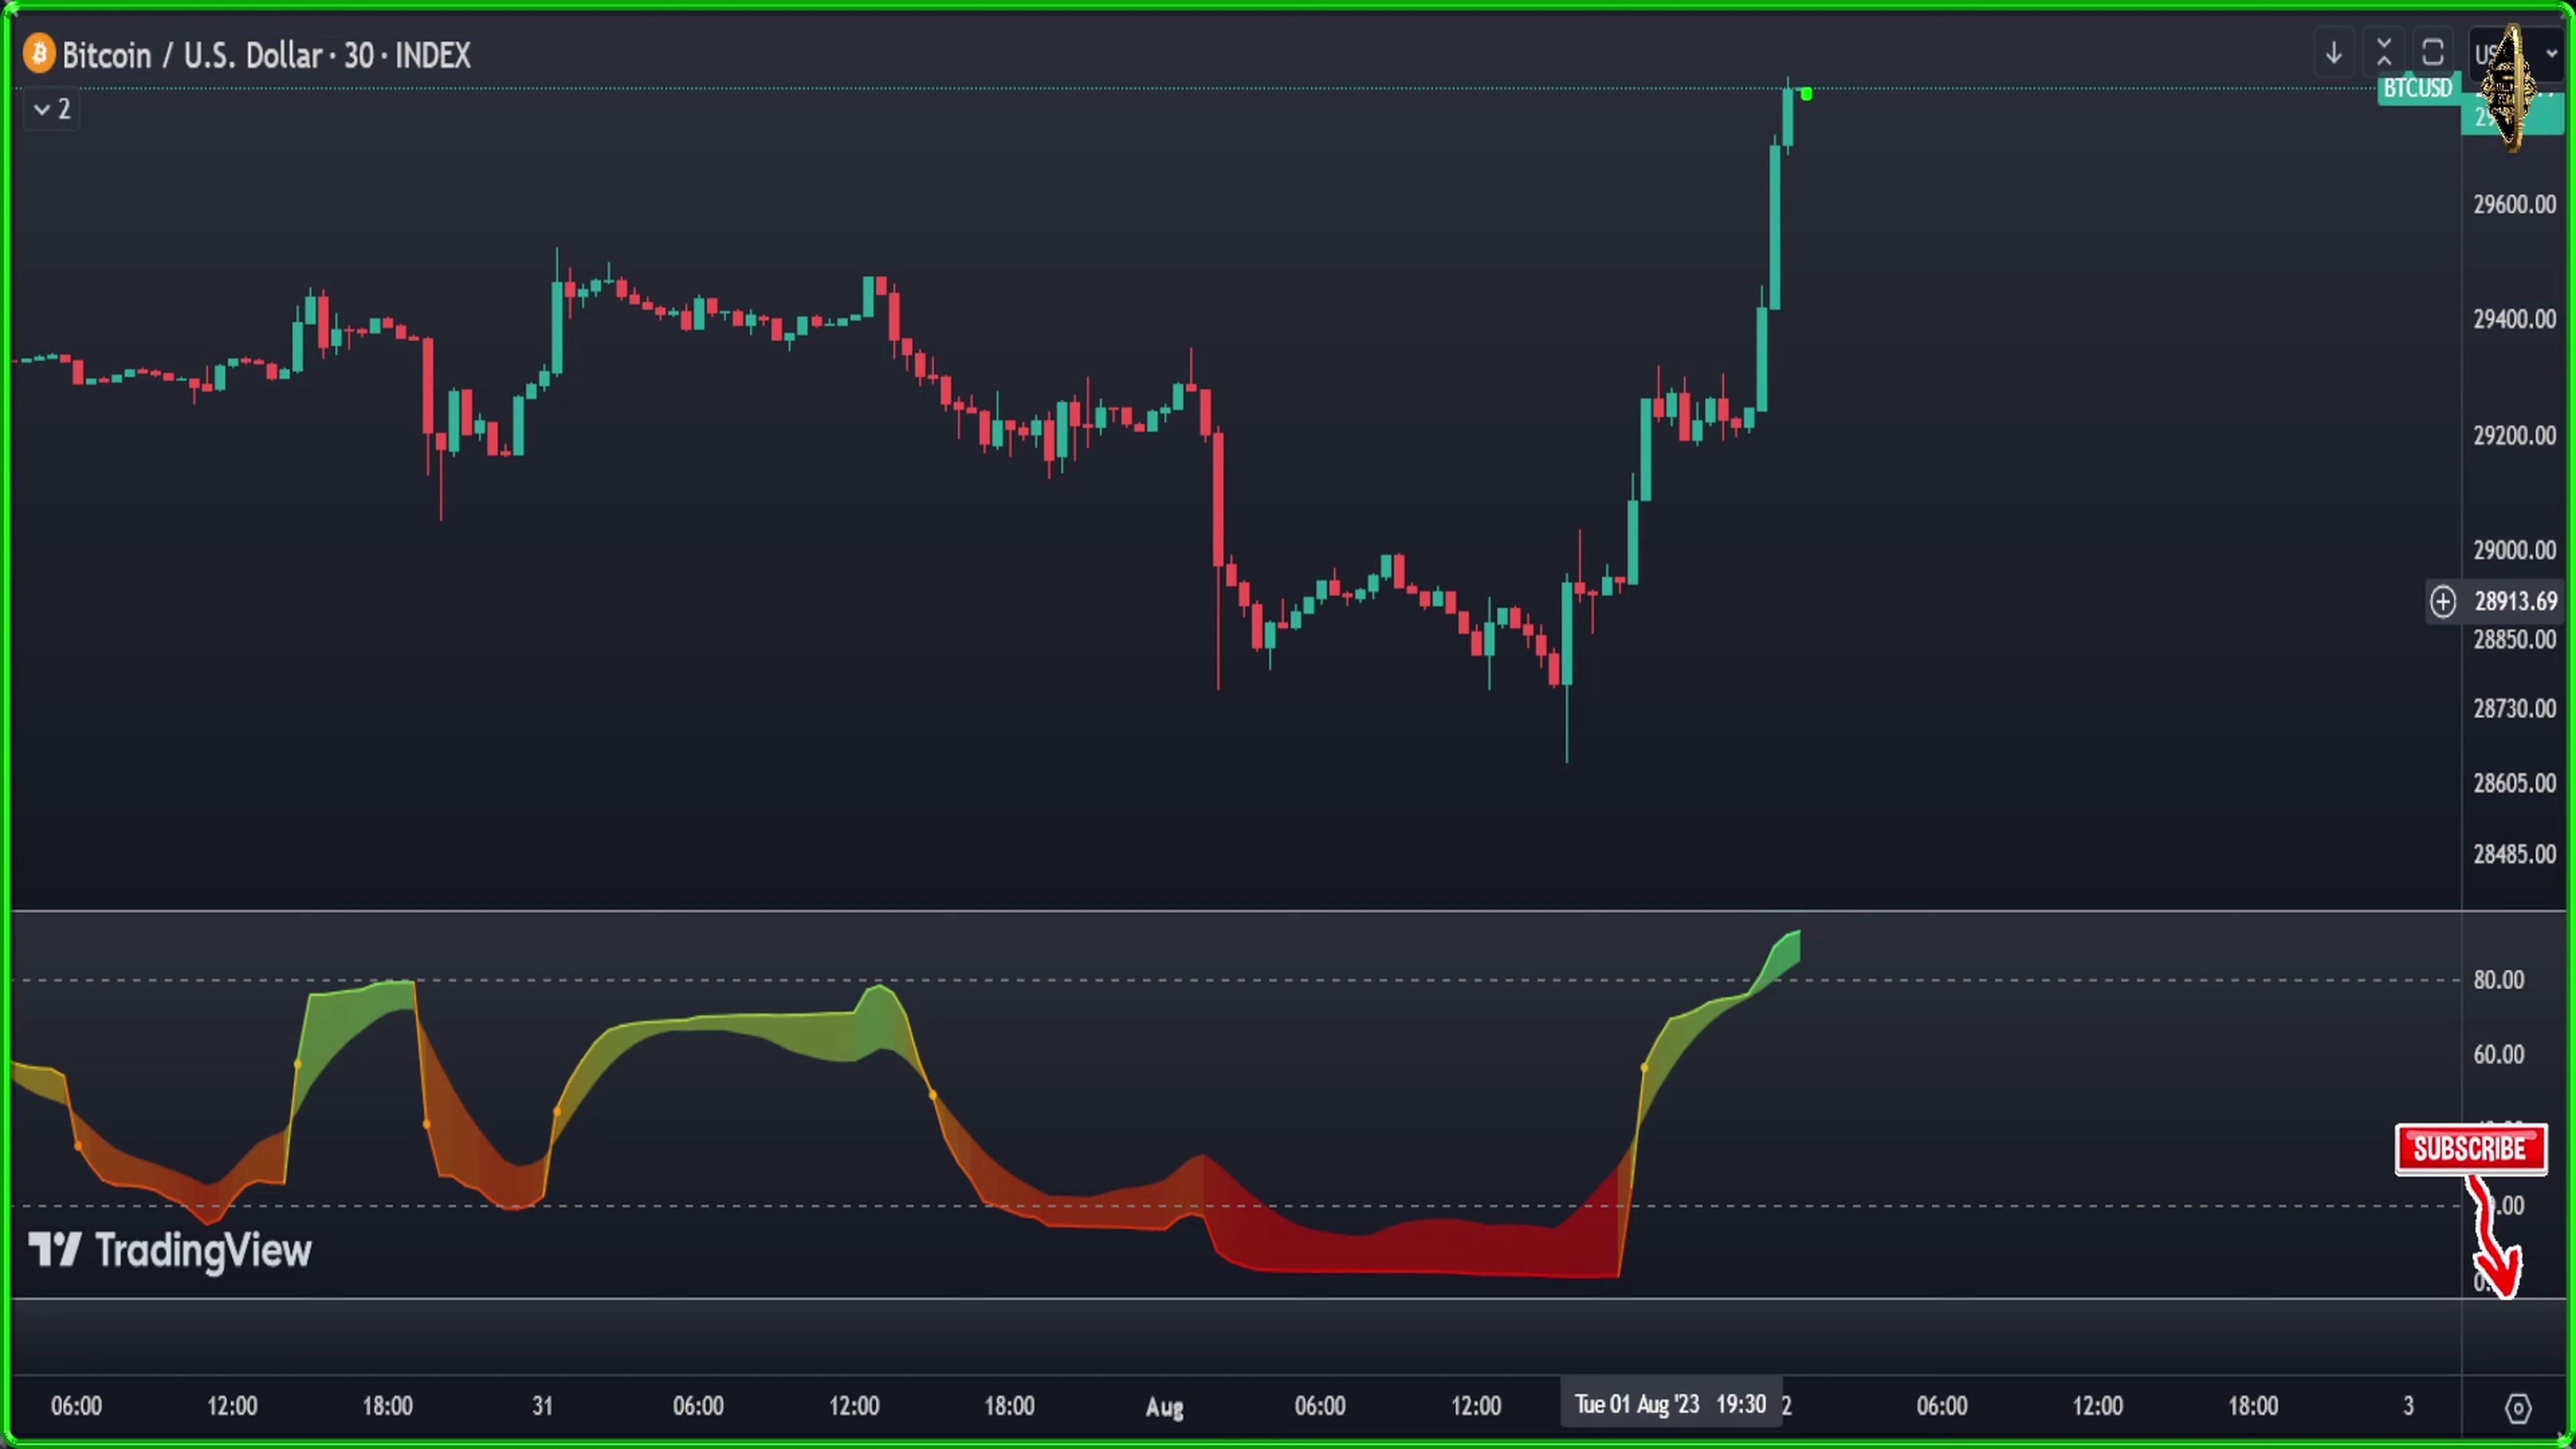 Bitcoin / U.S. Dollar · 30 · INDEX
2
BTCUSD
29600.00
29400.00
29200.00
29000.00
28913.69
28850.00
28730.00
28605.00
28485.00
80.00
60.00
SUBSCRIBE
TradingView
06:00 12:00 18:00 31 06:00 12:00 18:00 Aug 06:00 12:00 Tue 01 Aug '23 19:30 2 06:00 12:00 18:00 3